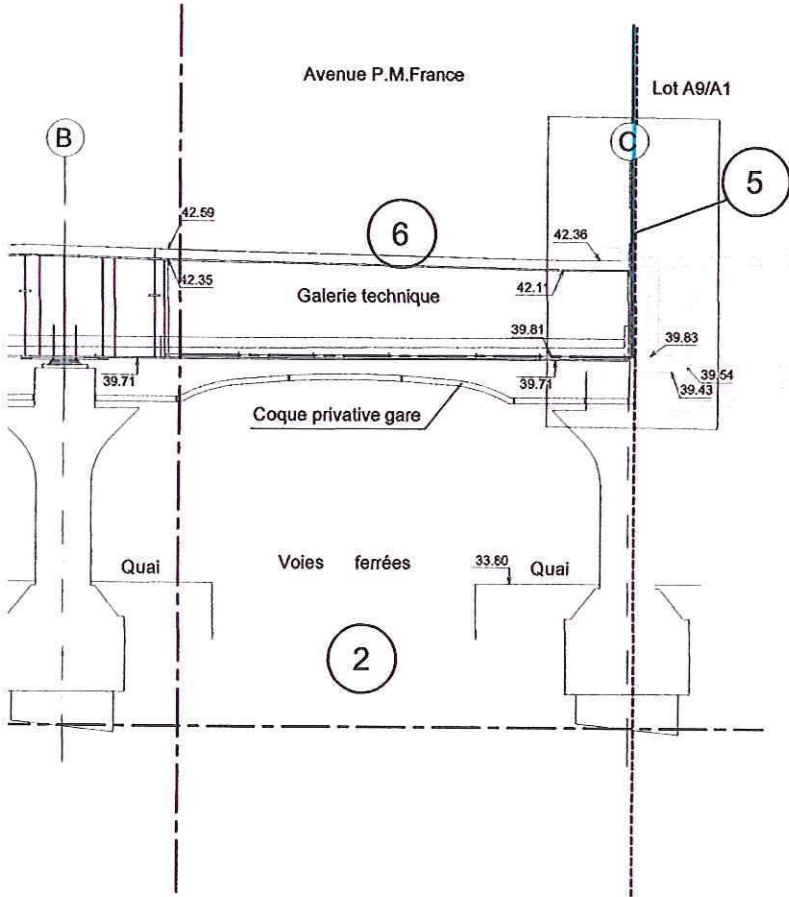 Avenue P.M.France
Lot A9/A1
B
C
5
42.59
6
42.36
42.35
Galerie technique
42.11
39.81
39.83
39.71
39.71
39.54
39.43
Coque privative gare
Quai
Voies ferrées
33.80
Quai
2